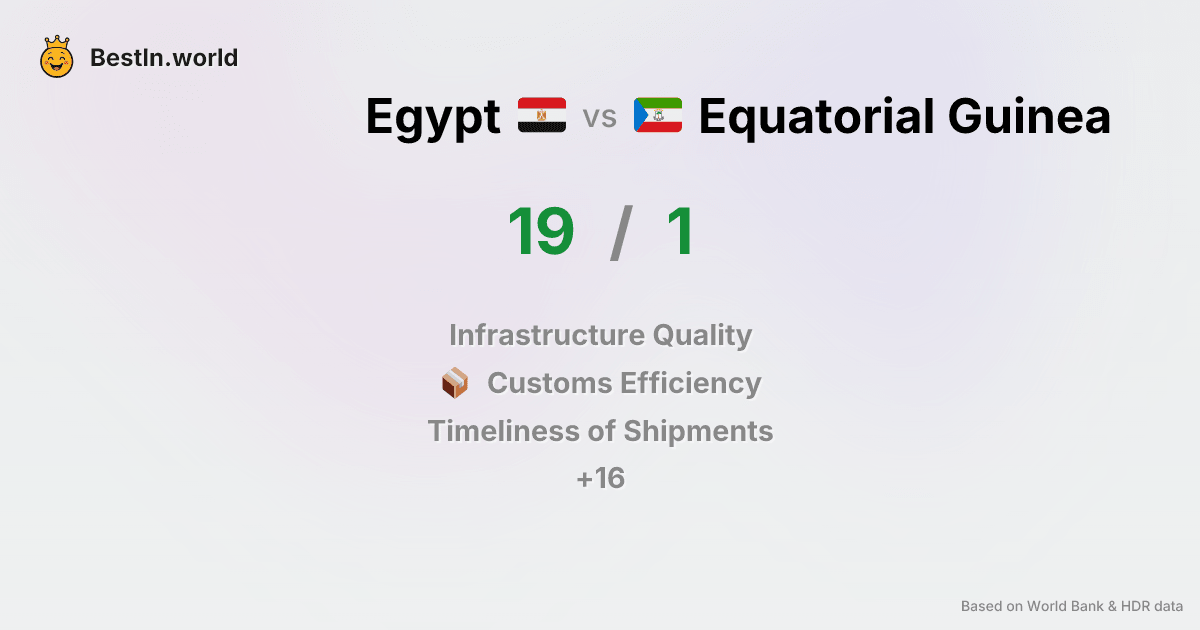 BestIn.world
Egypt vs Equatorial Guinea
19 / 1
Infrastructure Quality
Customs Efficiency
Timeliness of Shipments
+16
Based on World Bank & HDR data